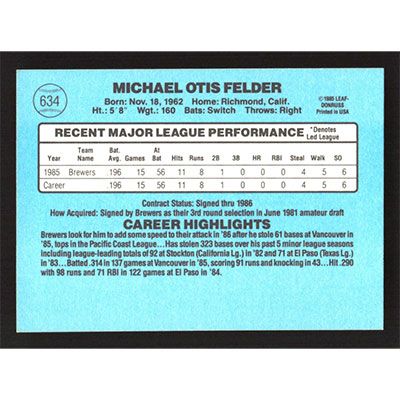 634
MICHAEL OTIS FELDER
Born: Nov. 18, 1962 Home: Richmond, Calif.
Ht.: 5' 8" Wgt.: 160 Bats: Switch Throws: Right
© 1985 LEAF-
DONRUSS
Printed in USA
RECENT MAJOR LEAGUE PERFORMANCE
*Denotes
Led League
Year Team Name Bat. Avg. Games At Bat Hits Runs 2B 3B HR RBI Steal Walk SO
1985 Brewers .196 15 56 11 8 0 0 0 0 4 5 6
Career .196 15 56 11 8 0 0 0 0 4 5 6
Contract Status: Signed thru 1986
How Acquired: Signed by Brewers as their 3rd round selection in June 1981 amateur draft
CAREER HIGHLIGHTS
Brewers look for him to add some speed to their attack in '86 after he stole 61 bases at Vancouver in
'85, tops in the Pacific Coast League... Has stolen 323 bases over his past 5 minor league seasons
including league-leading totals of 92 at Stockton (California Lg.) in '82 and 71 at El Paso (Texas Lg.)
in '83... Batted .314 in 137 games at Vancouver in '85, scoring 91 runs and knocking in 43... Hit .290
with 98 runs and 71 RBI in 122 games at El Paso in '84.